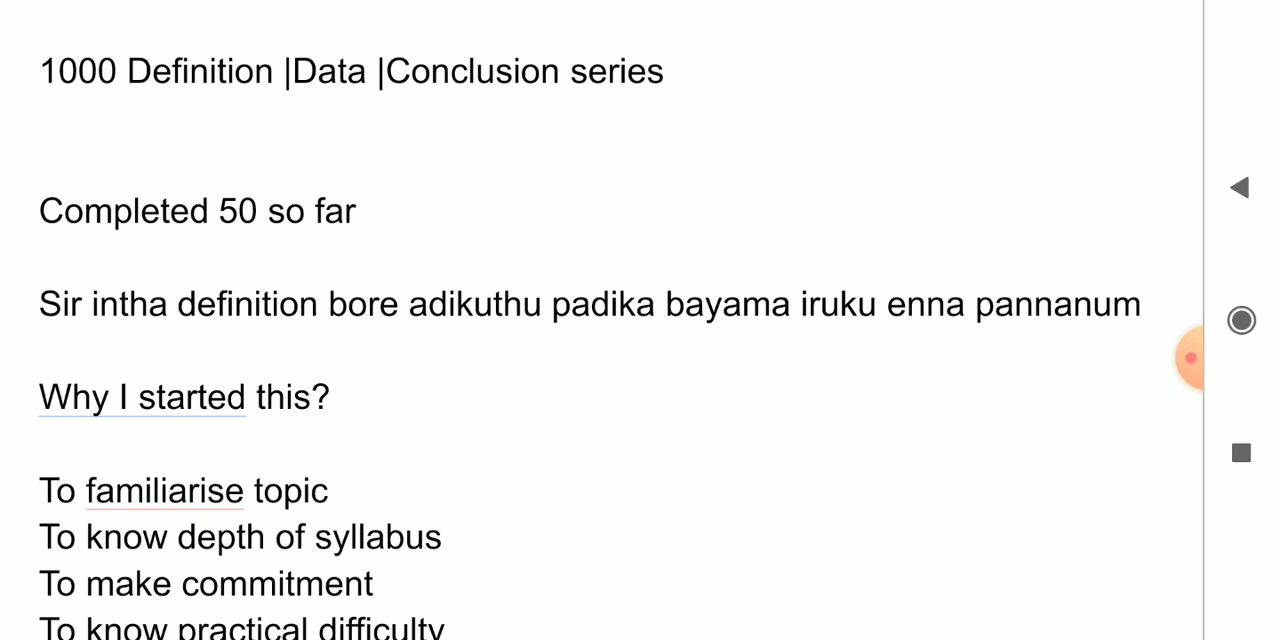 1000 Definition |Data |Conclusion series
Completed 50 so far
Sir intha definition bore adikuthu padika bayama iruku enna pannanum
Why I started this?
To familiarise topic
To know depth of syllabus
To make commitment
To know practical difficulty